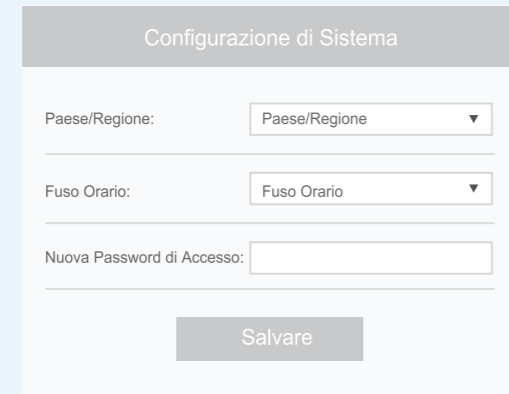 Configurazione di Sistema
Paese/Regione: Paese/Regione
Fuso Orario: Fuso Orario
Nuova Password di Accesso:
Salvare